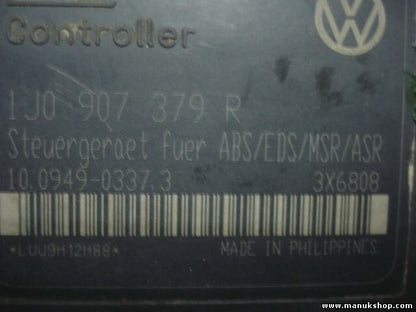 Controller
1J0 907 379 R
Steuergeraet fuer ABS/EDS/MSR/ASR
10.0949-0337.3 3X6808
*LUU9H12H88* MADE IN PHILIPPINES
www.manukshop.com